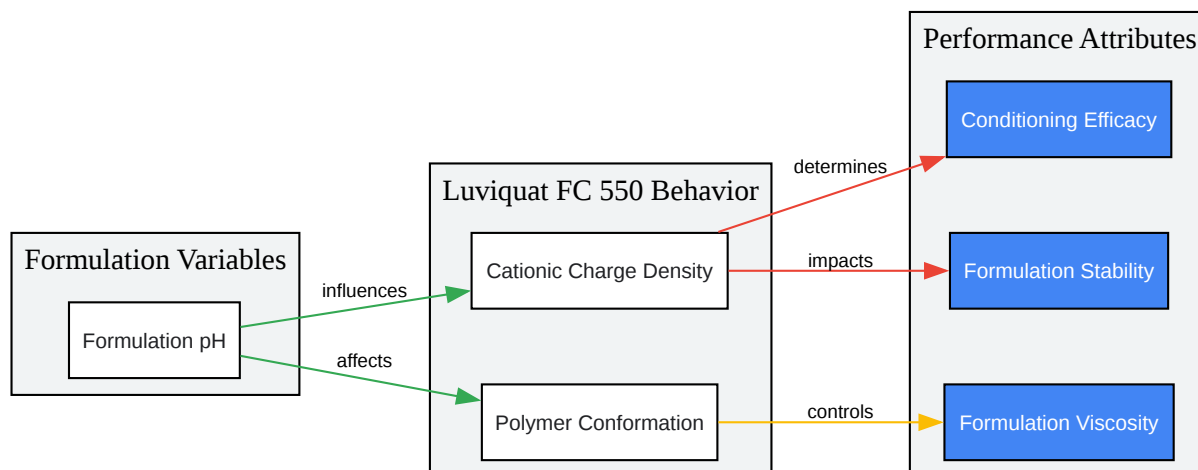 Formulation Variables
Formulation pH
influences
affects
Luviquat FC 550 Behavior
Cationic Charge Density
Polymer Conformation
determines
impacts
controls
Performance Attributes
Conditioning Efficacy
Formulation Stability
Formulation Viscosity